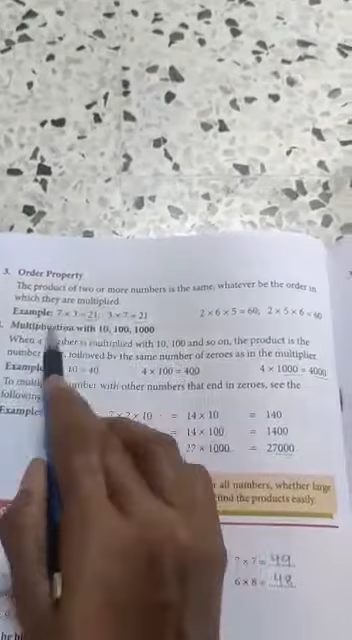 3. Order Property
The product of two or more numbers is the same, whatever be the order in
which they are multiplied.
Example: 7 × 3 = 21, 3 × 7 = 21 2 × 6 × 5 = 60, 2 × 5 × 6 = 60
Multiplication with 10, 100, 1000
When a is multiplied with 10, 100 and so on, the product is the
number followed by the same number of zeroes as in the multiplier.
10 = 40 4 × 100 = 400 4 × 1000 = 4000
To number with other numbers that end in zeroes, see the
following
Example 7 × 2 × 10 = 14 × 10 = 140
= 14 × 100 = 1400
27 × 1000 = 27000
all numbers, whether large
find the products easily.
7 × 7 = 49
6 × 8 = 48